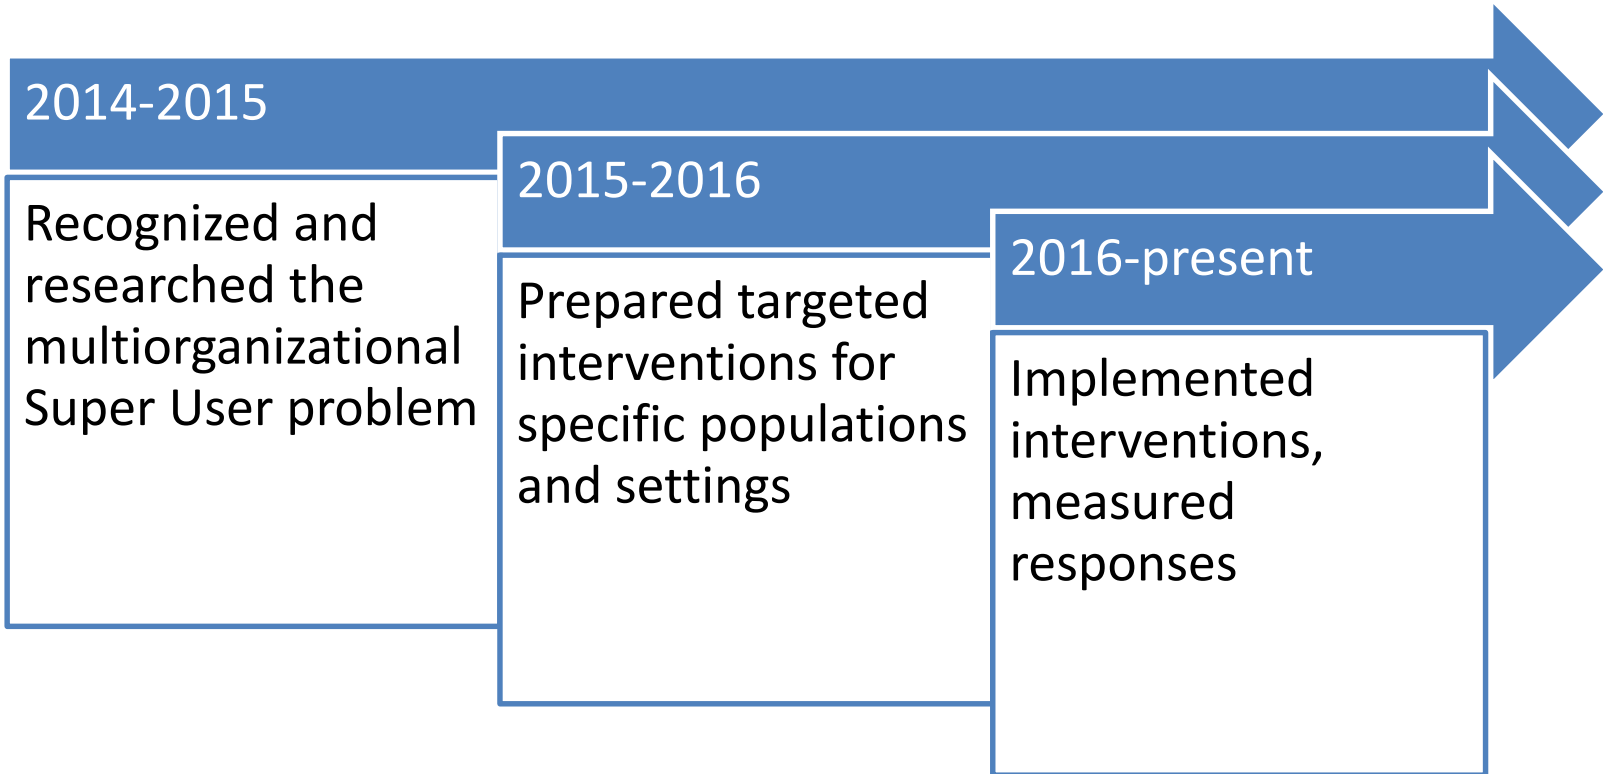 2014-2015
Recognized and
researched the
multiorganizational
Super User problem
2015-2016
Prepared targeted
interventions for
specific populations
and settings
2016-present
Implemented
interventions,
measured
responses